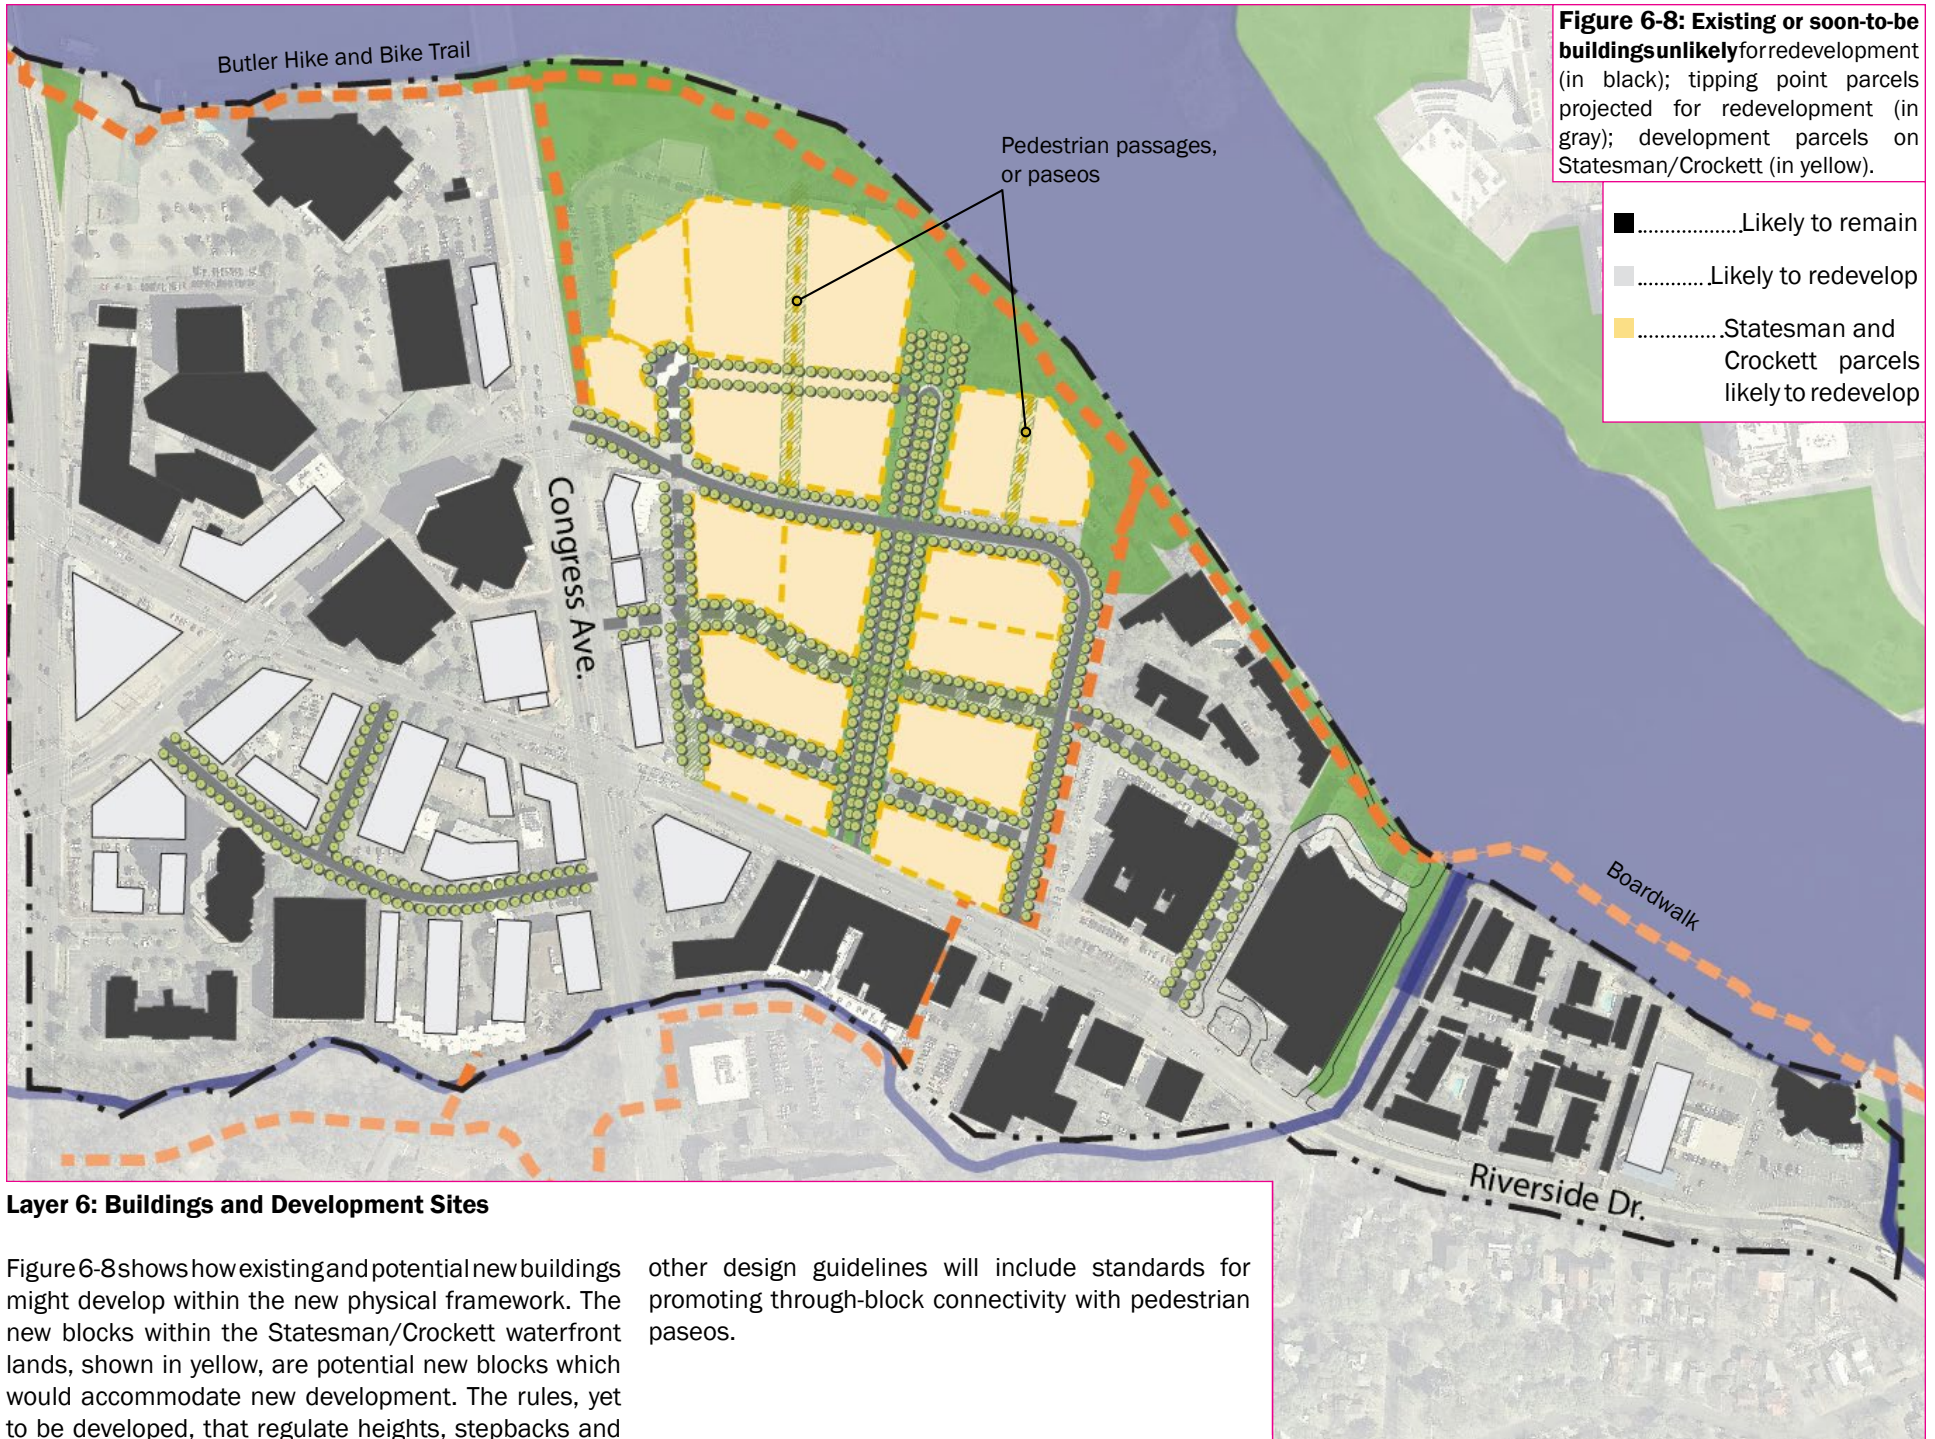 Butler Hike and Bike Trail
Pedestrian passages,
or paseos
Figure 6-8: Existing or soon-to-be
buildings unlikely for redevelopment
(in black); tipping point parcels
projected for redevelopment (in
gray); development parcels on
Statesman/Crockett (in yellow).
Likely to remain
Likely to redevelop
Statesman and
Crockett parcels
likely to redevelop
Congress Ave.
Boardwalk
Riverside Dr.
Layer 6: Buildings and Development Sites
Figure 6-8 shows how existing and potential new buildings
might develop within the new physical framework. The
new blocks within the Statesman/Crockett waterfront
lands, shown in yellow, are potential new blocks which
would accommodate new development. The rules, yet
to be developed, that regulate heights, stepbacks and
other design guidelines will include standards for
promoting through-block connectivity with pedestrian
paseos.